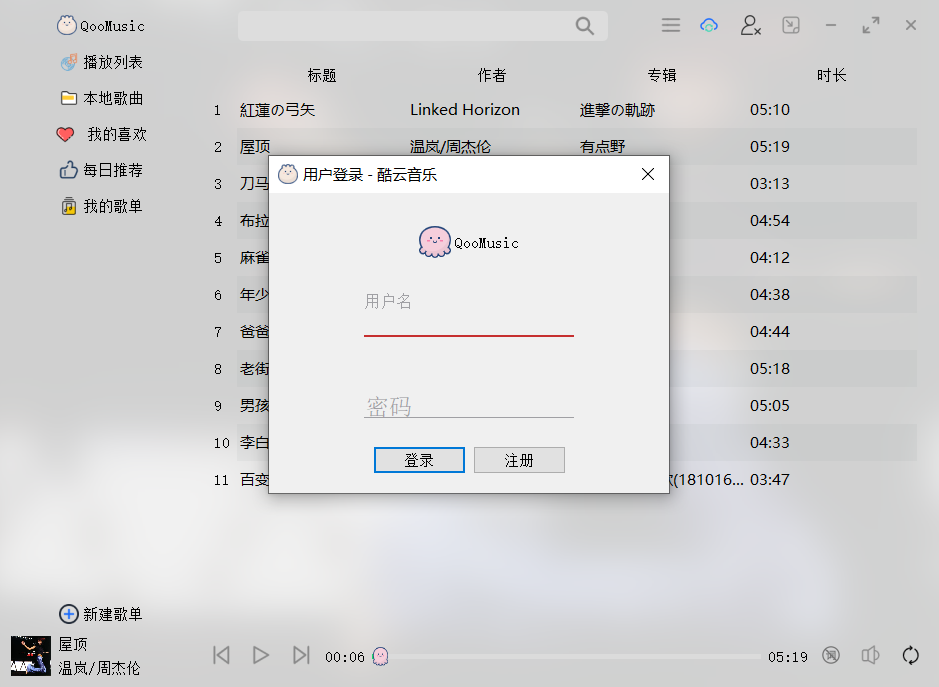 QooMusic
播放列表
本地歌曲
我的喜欢
每日推荐
我的歌单
标题 作者 专辑 时长
1 紅蓮の弓矢 Linked Horizon 進撃の軌跡 05:10
2 屋顶 温岚/周杰伦 有点野 05:19
3 刀马 03:13
4 布拉 04:54
5 麻雀 04:12
6 年少 04:38
7 爸爸 04:44
8 老街 05:18
9 男孩 05:05
10 李白 04:33
11 百变 (181016... 03:47
用户登录 - 酷云音乐
QooMusic
用户名
密码
登录 注册
新建歌单
屋顶
温岚/周杰伦
00:06 05:19